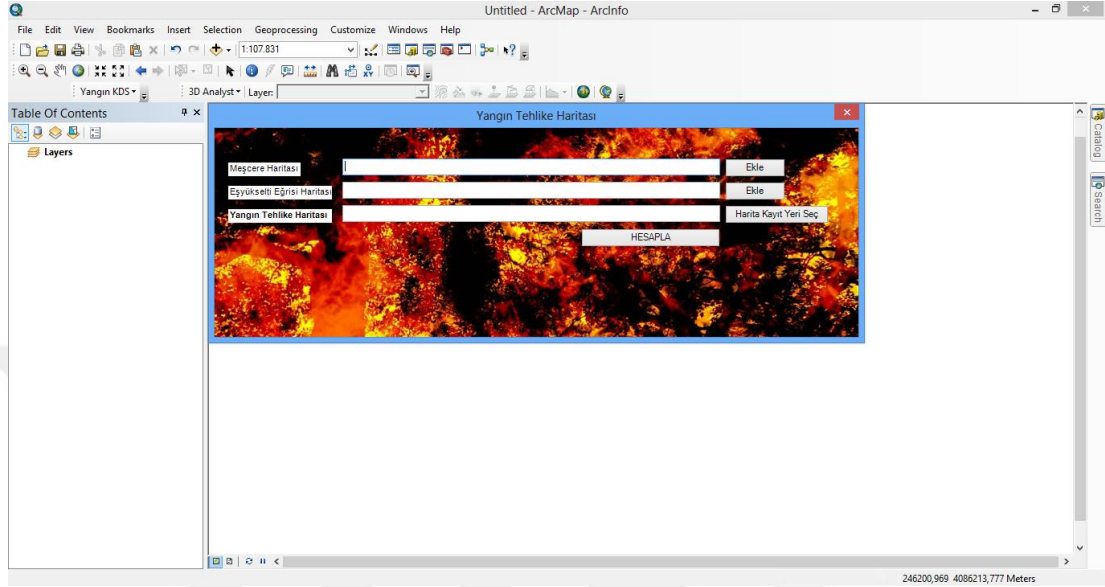 Untitled - ArcMap - ArcInfo
File Edit View Bookmarks Insert Selection Geoprocessing Customize Windows Help
1:107.831
Yangın KDS 3D Analyst Layer:
Table Of Contents
Layers
Yangın Tehlike Haritası
Meşcere Haritası Ekle
Eşyükselti Eğrisi Haritası Ekle
Yangın Tehlike Haritası Harita Kayıt Yeri Seç
HESAPLA
Catalog
Search
246200,969 4086213,777 Meters